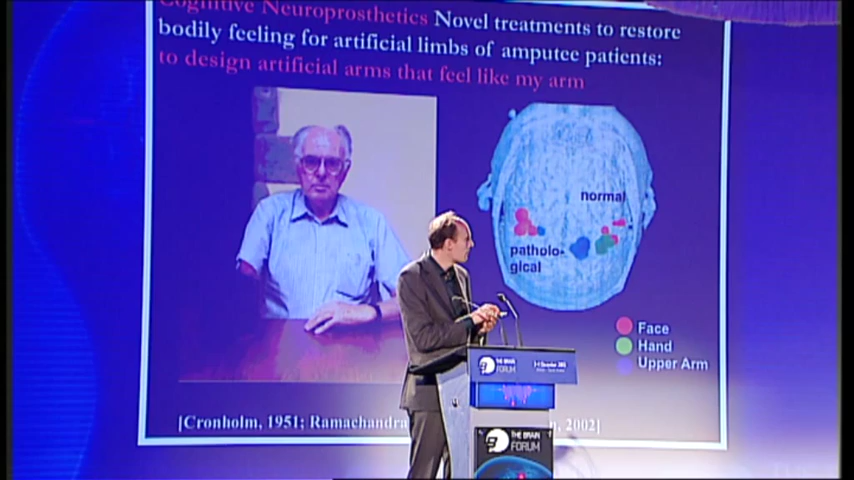 Cognitive Neuroprosthetics Novel treatments to restore
bodily feeling for artificial limbs of amputee patients:
to design artificial arms that feel like my arm
normal
patholo-
gical
Face
Hand
Upper Arm
[Cronholm, 1951; Ramachandra
2002]
THE BRAIN
FORUM
THE BRAIN
FORUM